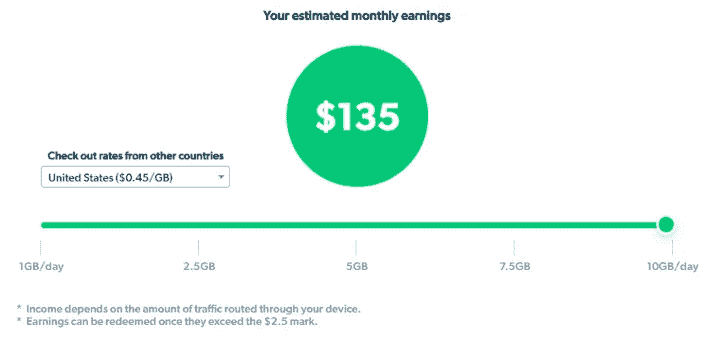 Your estimated monthly earnings
$135
Check out rates from other countries
United States ($0.45/GB)
1GB/day 2.5GB 5GB 7.5GB 10GB/day
* Income depends on the amount of traffic routed through your device.
* Earnings can be redeemed once they exceed the $2.5 mark.